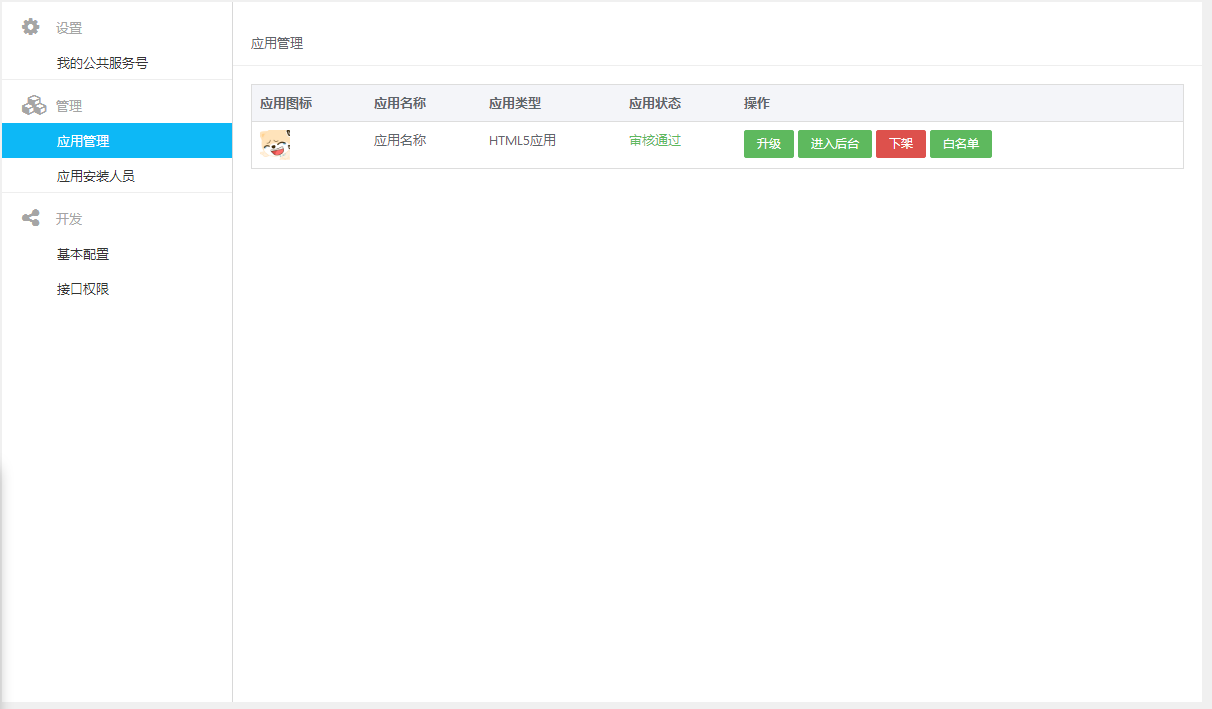 设置
我的公共服务号
管理
应用管理
应用安装人员
开发
基本配置
接口权限
应用管理
应用图标 应用名称 应用类型 应用状态 操作
应用名称 HTML5应用 审核通过 升级 进入后台 下架 白名单